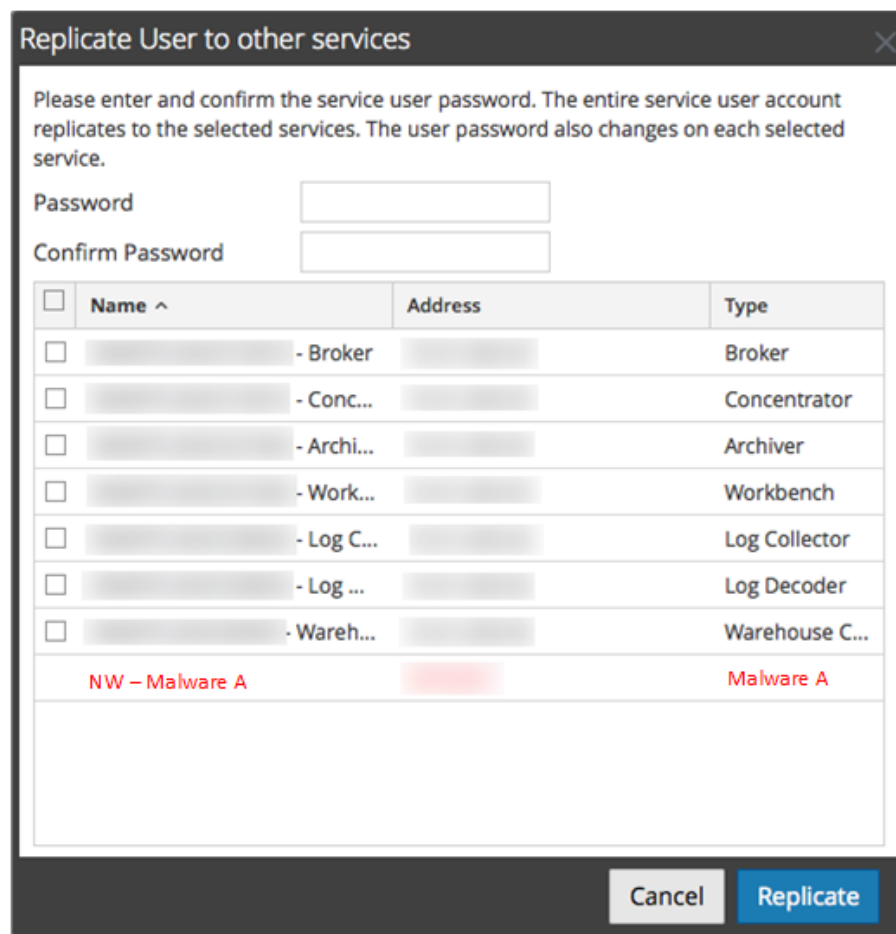 Replicate User to other services
Please enter and confirm the service user password. The entire service user account
replicates to the selected services. The user password also changes on each selected
service.
Password
Confirm Password
Name Address Type
- Broker Broker
- Conc... Concentrator
- Archi... Archiver
- Work... Workbench
- Log C... Log Collector
- Log ... Log Decoder
- Wareh... Warehouse C...
NW – Malware A Malware A
Cancel Replicate